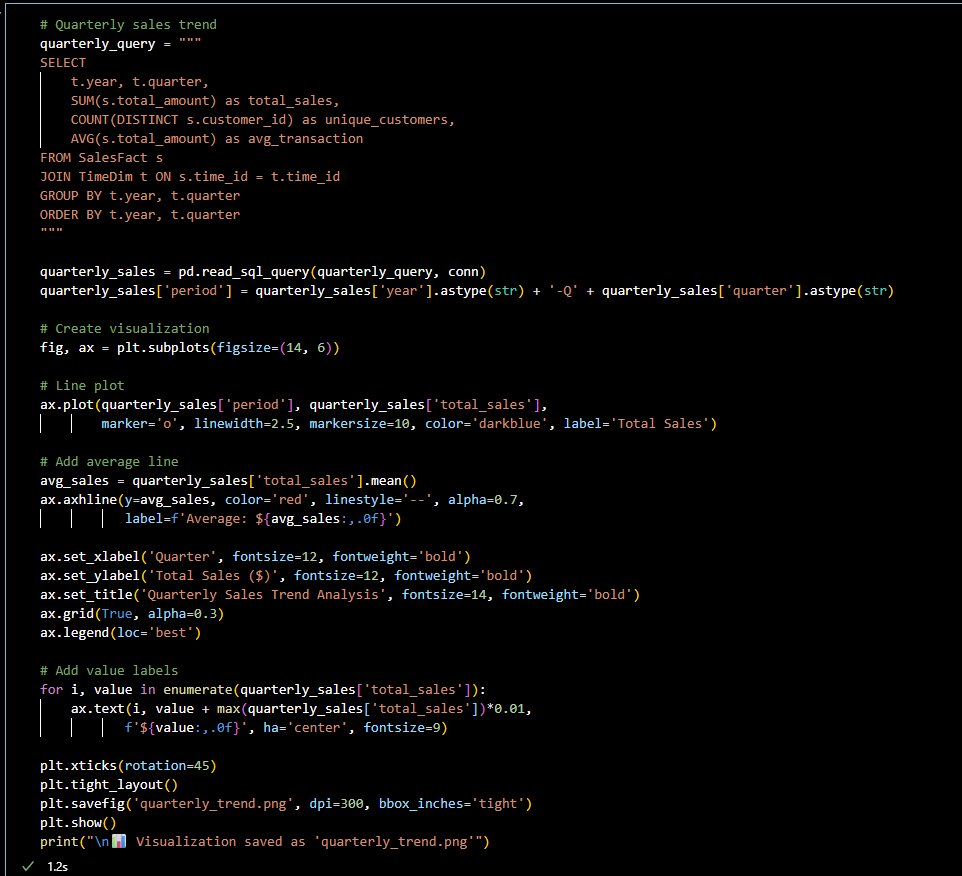 # Quarterly sales trend
quarterly_query = """
SELECT
    t.year, t.quarter,
    SUM(s.total_amount) as total_sales,
    COUNT(DISTINCT s.customer_id) as unique_customers,
    AVG(s.total_amount) as avg_transaction
FROM SalesFact s
JOIN TimeDim t ON s.time_id = t.time_id
GROUP BY t.year, t.quarter
ORDER BY t.year, t.quarter
"""

quarterly_sales = pd.read_sql_query(quarterly_query, conn)
quarterly_sales['period'] = quarterly_sales['year'].astype(str) + '-Q' + quarterly_sales['quarter'].astype(str)

# Create visualization
fig, ax = plt.subplots(figsize=(14, 6))

# Line plot
ax.plot(quarterly_sales['period'], quarterly_sales['total_sales'],
        marker='o', linewidth=2.5, markersize=10, color='darkblue', label='Total Sales')

# Add average line
avg_sales = quarterly_sales['total_sales'].mean()
ax.axhline(y=avg_sales, color='red', linestyle='--', alpha=0.7,
           label=f'Average: ${avg_sales:,.0f}')

ax.set_xlabel('Quarter', fontsize=12, fontweight='bold')
ax.set_ylabel('Total Sales ($)', fontsize=12, fontweight='bold')
ax.set_title('Quarterly Sales Trend Analysis', fontsize=14, fontweight='bold')
ax.grid(True, alpha=0.3)
ax.legend(loc='best')

# Add value labels
for i, value in enumerate(quarterly_sales['total_sales']):
    ax.text(i, value + max(quarterly_sales['total_sales'])*0.01,
           f'${value:,.0f}', ha='center', fontsize=9)

plt.xticks(rotation=45)
plt.tight_layout()
plt.savefig('quarterly_trend.png', dpi=300, bbox_inches='tight')
plt.show()
print("\n📊 Visualization saved as 'quarterly_trend.png'")
✓ 1.2s